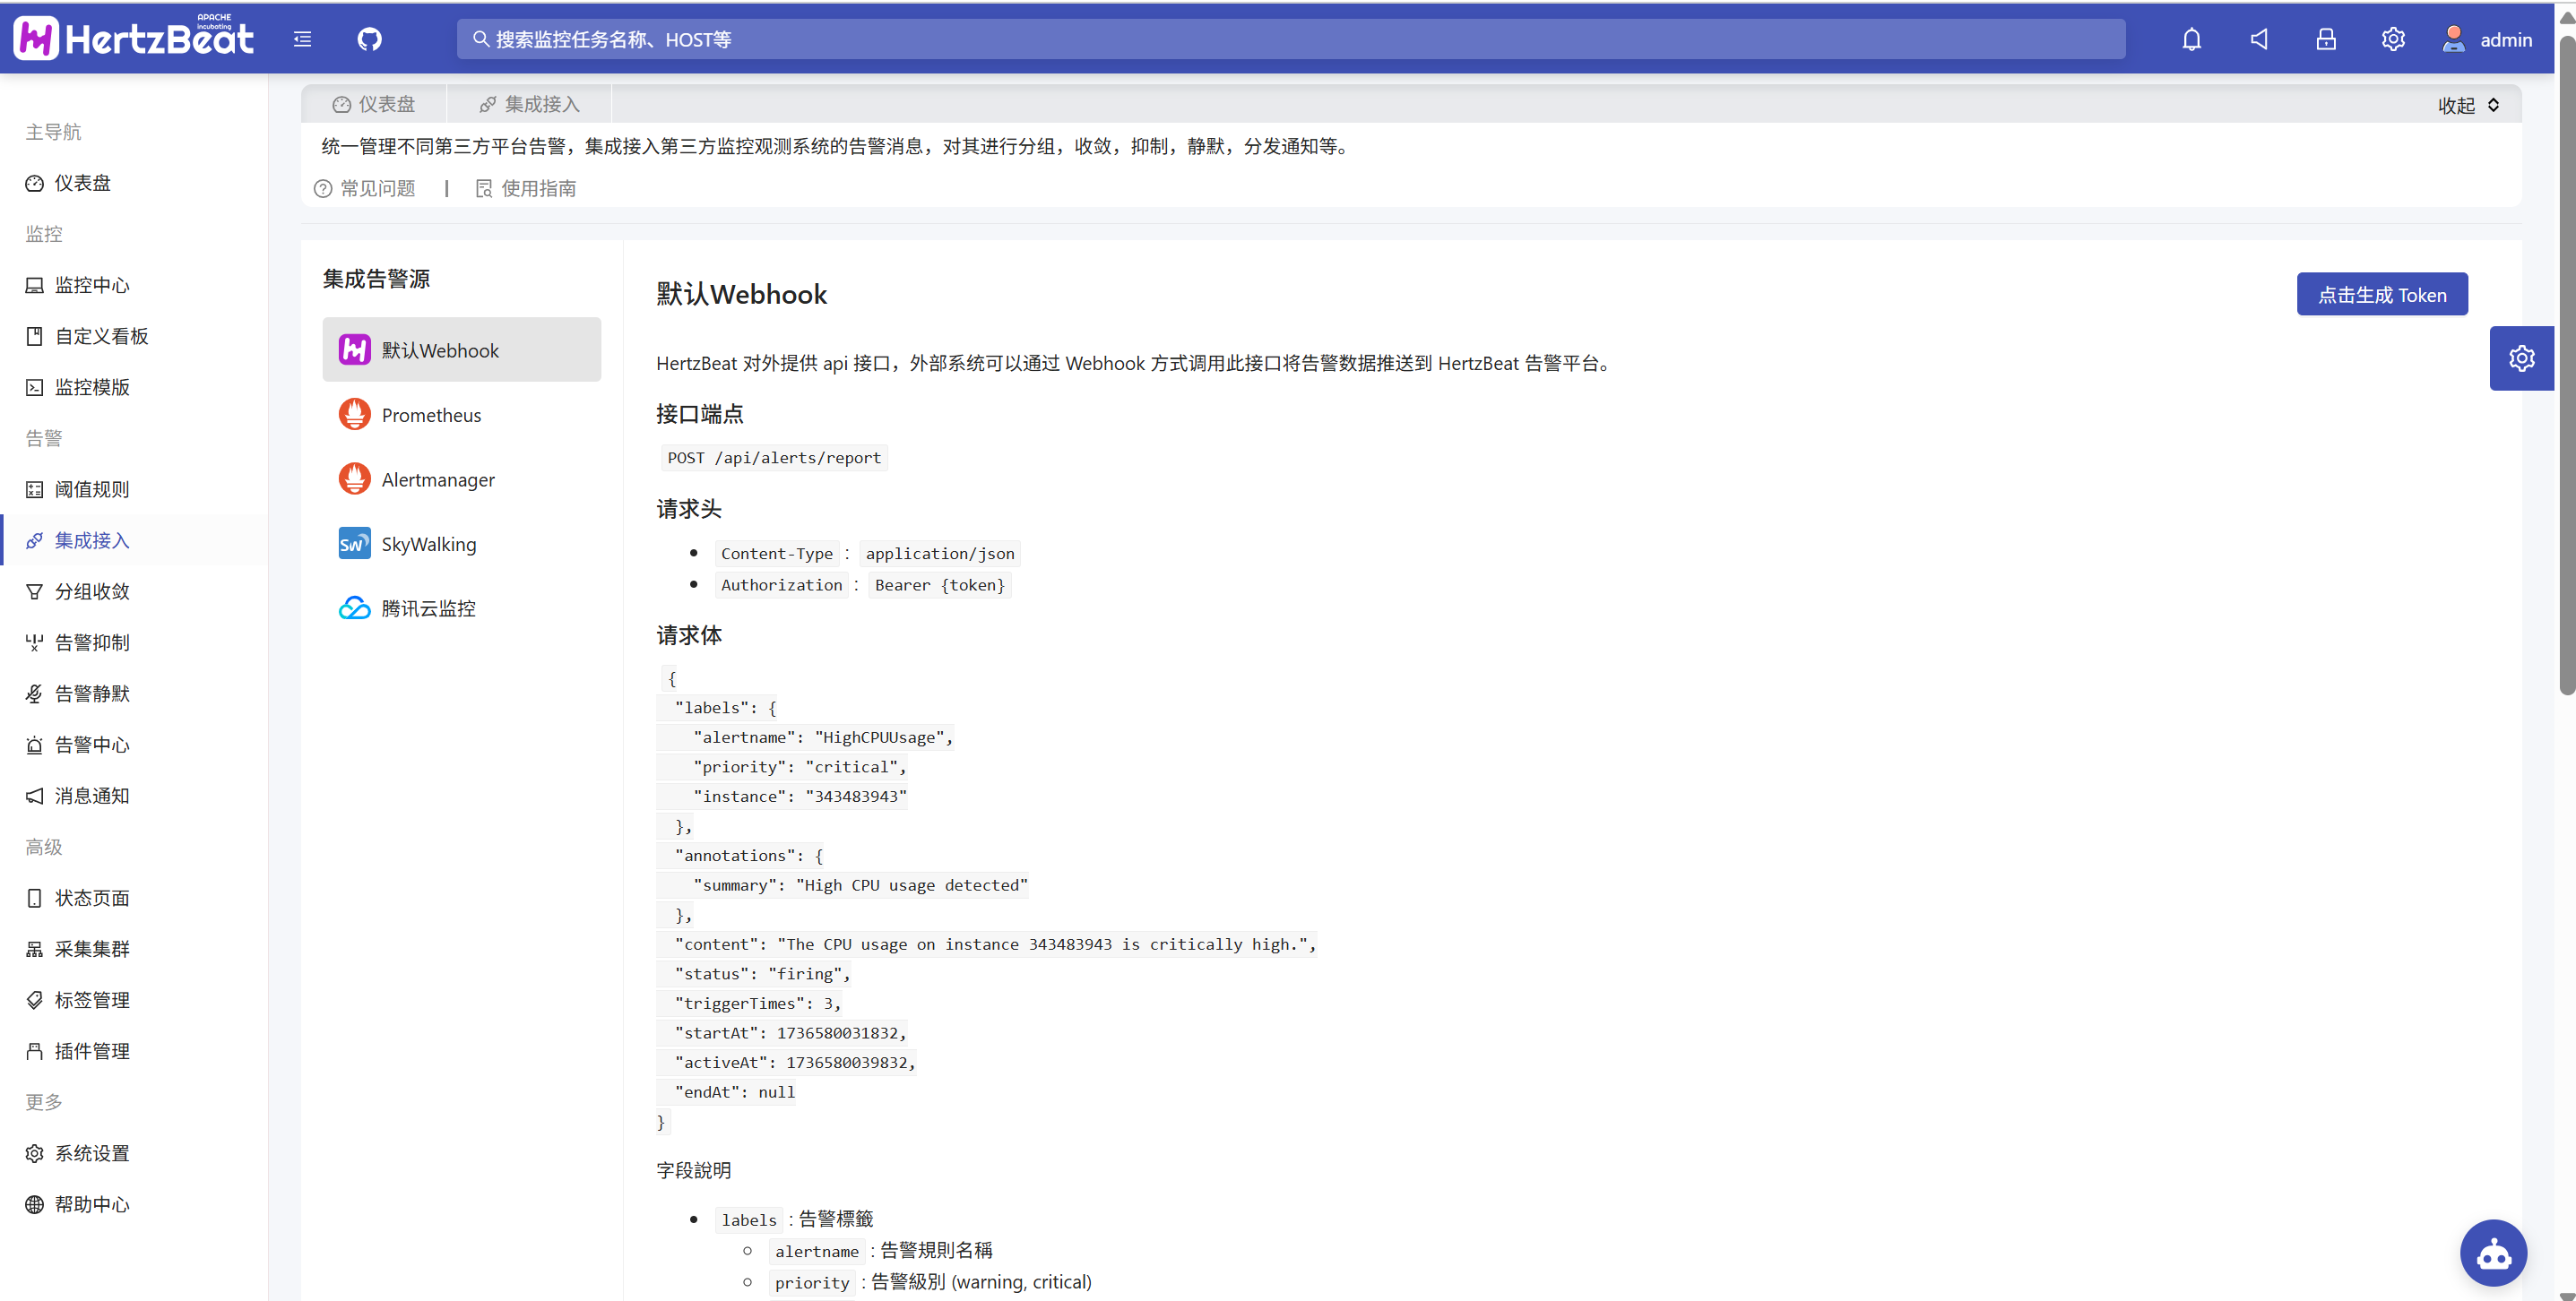 APACHE
incubating
HertzBeat
搜索监控任务名称、HOST等
admin
主导航
仪表盘
监控
监控中心
自定义看板
监控模版
告警
阈值规则
集成接入
分组收敛
告警抑制
告警静默
告警中心
消息通知
高级
状态页面
采集集群
标签管理
插件管理
更多
系统设置
帮助中心
仪表盘
集成接入
收起
统一管理不同第三方平台告警，集成接入第三方监控观测系统的告警消息，对其进行分组，收敛，抑制，静默，分发通知等。
常见问题 | 使用指南
集成告警源
默认Webhook
Prometheus
Alertmanager
SkyWalking
腾讯云监控
默认Webhook
点击生成 Token
HertzBeat 对外提供 api 接口，外部系统可以通过 Webhook 方式调用此接口将告警数据推送到 HertzBeat 告警平台。
接口端点
POST /api/alerts/report
请求头
Content-Type : application/json
Authorization : Bearer {token}
请求体
{
"labels": {
"alertname": "HighCPUUsage",
"priority": "critical",
"instance": "343483943"
},
"annotations": {
"summary": "High CPU usage detected"
},
"content": "The CPU usage on instance 343483943 is critically high.",
"status": "firing",
"triggerTimes": 3,
"startAt": 1736580031832,
"activeAt": 1736580039832,
"endAt": null
}
字段說明
labels : 告警標籤
alertname : 告警規則名稱
priority : 告警級別 (warning, critical)